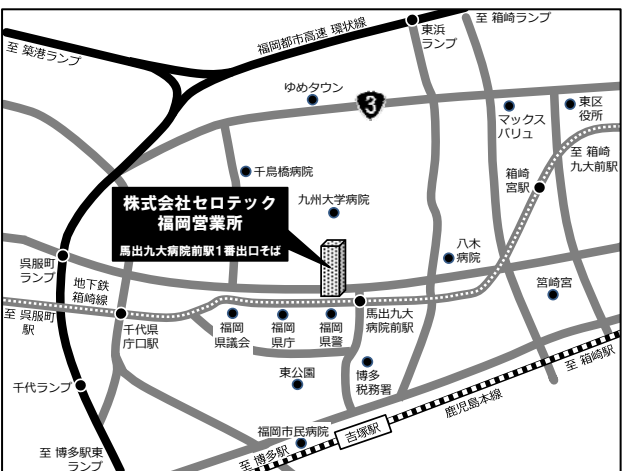 至 築港ランプ
福岡都市高速 環状線
東浜
ランプ
至 箱崎ランプ
ゆめタウン
3
マックス
バリュ
東区
役所
至 箱崎
九大前駅
箱崎
宮駅
千鳥橋病院
九州大学病院
株式会社セロテック
福岡営業所
馬出九大病院前駅1番出口そば
八木
病院
呉服町
ランプ
地下鉄
箱崎線
筥崎宮
至 呉服町
駅
千代県
庁口駅
福岡
県議会
福岡
県庁
福岡
県警
馬出九大
病院前駅
東公園
博多
税務署
千代ランプ
至 箱崎駅
鹿児島本線
福岡市民病院
吉塚駅
至 博多駅
至 博多駅東
ランプ